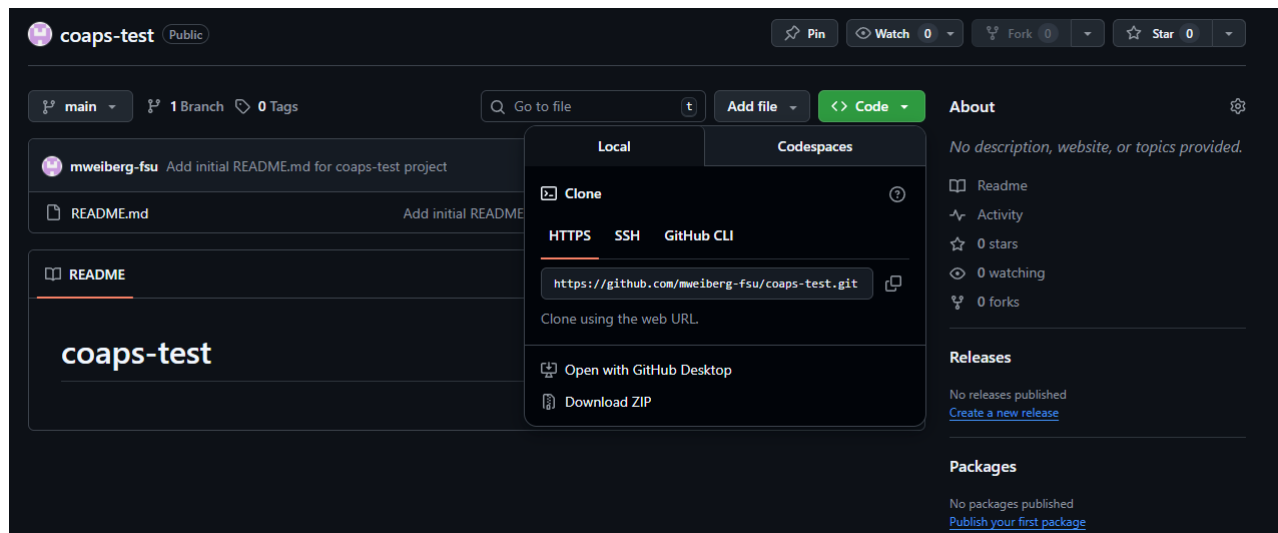 coaps-test Public Pin Watch 0 Fork 0 Star 0
main 1 Branch 0 Tags Go to file t Add file Code
Local Codespaces
mweiberg-fsu Add initial README.md for coaps-test project
README.md Add initial README
Clone
HTTPS SSH GitHub CLI
https://github.com/mweiberg-fsu/coaps-test.git
Clone using the web URL.
Open with GitHub Desktop
Download ZIP
README
coaps-test
About
No description, website, or topics provided.
Readme
Activity
0 stars
0 watching
0 forks
Releases
No releases published
Create a new release
Packages
No packages published
Publish your first package